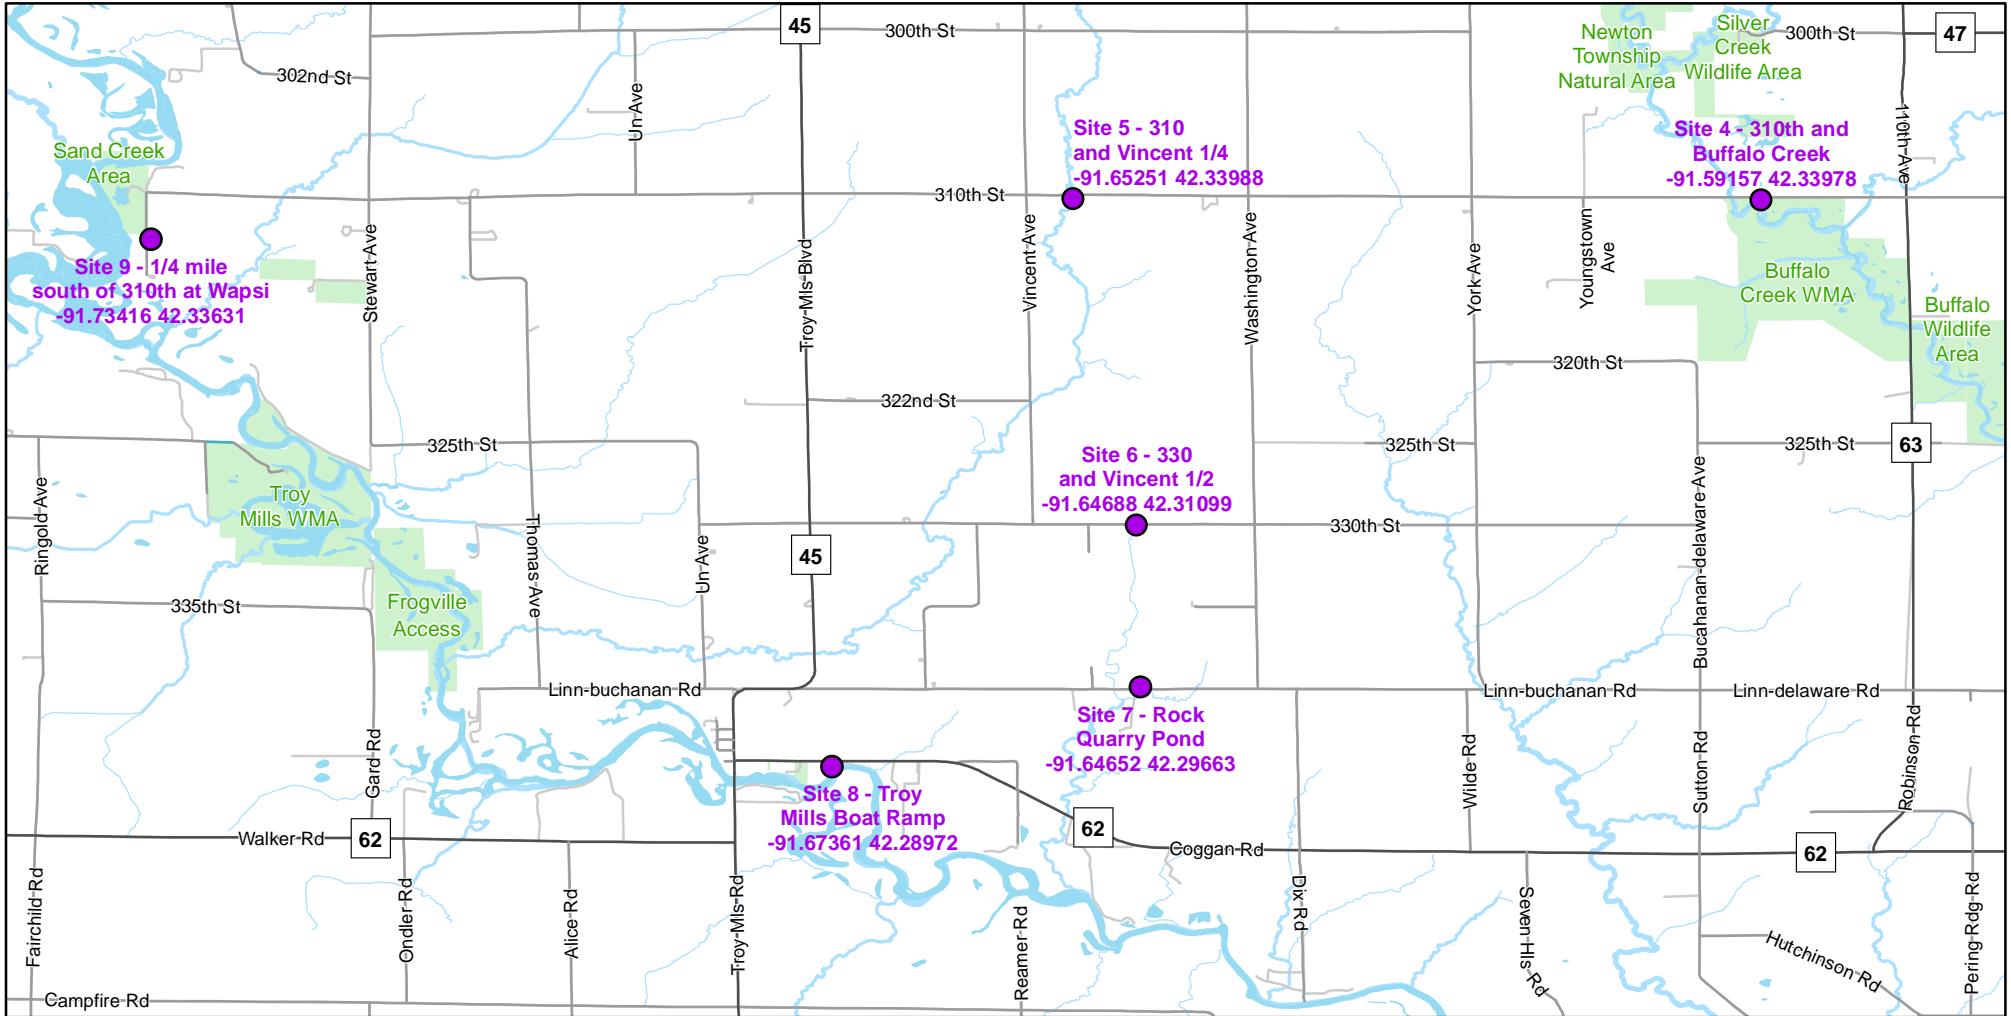 45
300th St
Newton
Township
Natural Area
Silver
Creek
Wildlife Area
300th St
47
302nd St
Un Ave
110th Ave
Sand Creek
Area
Site 5 - 310
and Vincent 1/4
-91.65251 42.33988
Site 4 - 310th and
Buffalo Creek
-91.59157 42.33978
310th St
Stewart Ave
Troy Mls Blvd
Vincent Ave
Washington Ave
York Ave
Youngstown
Ave
Site 9 - 1/4 mile
south of 310th at Wapsi
-91.73416 42.33631
Buffalo
Creek WMA
Buffalo
Wildlife
Area
320th St
322nd St
325th St
325th St
325th St
63
Site 6 - 330
and Vincent 1/2
-91.64688 42.31099
Troy
Mills WMA
330th St
Ringold Ave
Thomas Ave
Un Ave
45
Bucahanan-delaware Ave
335th St
Frogville
Access
Linn-buchanan Rd
Linn-buchanan Rd
Linn-delaware Rd
Site 7 - Rock
Quarry Pond
-91.64652 42.29663
Gard Rd
Wilde Rd
Sutton Rd
Robinson Rd
Site 8 - Troy
Mills Boat Ramp
-91.67361 42.28972
Walker Rd
62
62
Coggan Rd
62
Fairchild Rd
Ondler Rd
Alice Rd
Troy Mls Rd
Reamer Rd
Dix Rd
Seven Hls Rd
Hutchinson Rd
Pering Rdg Rd
Campfire Rd